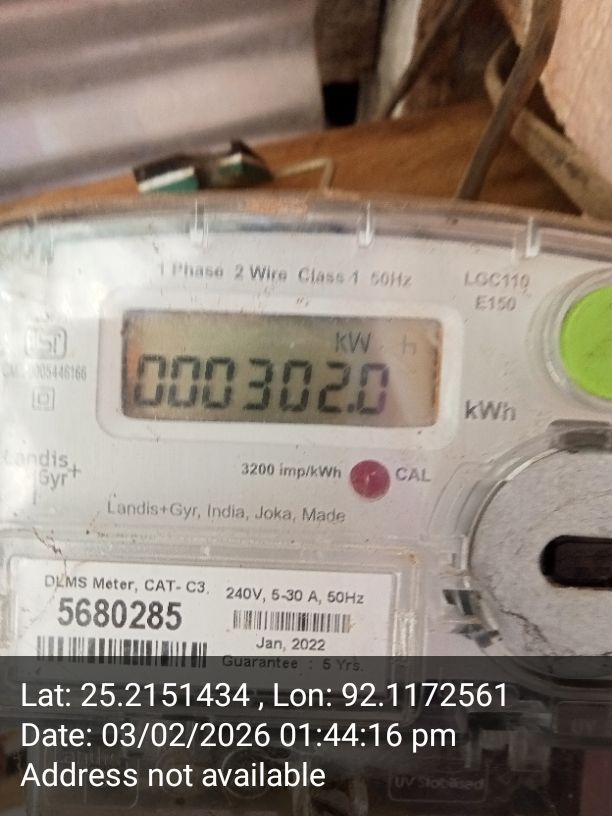 1 Phase 2 Wire Class 1 50Hz
LGC110
E150
KW h
000302.0
kWh
Landis
Gyr+
3200 imp/kWh
CAL
Landis+Gyr, India, Joka, Made
DLMS Meter, CAT- C3.
5680285
240V, 5-30 A, 50Hz
Jan, 2022
Guarantee : 5 Yrs.
Lat: 25.2151434 , Lon: 92.1172561
Date: 03/02/2026 01:44:16 pm
Address not available
UV Stabilised